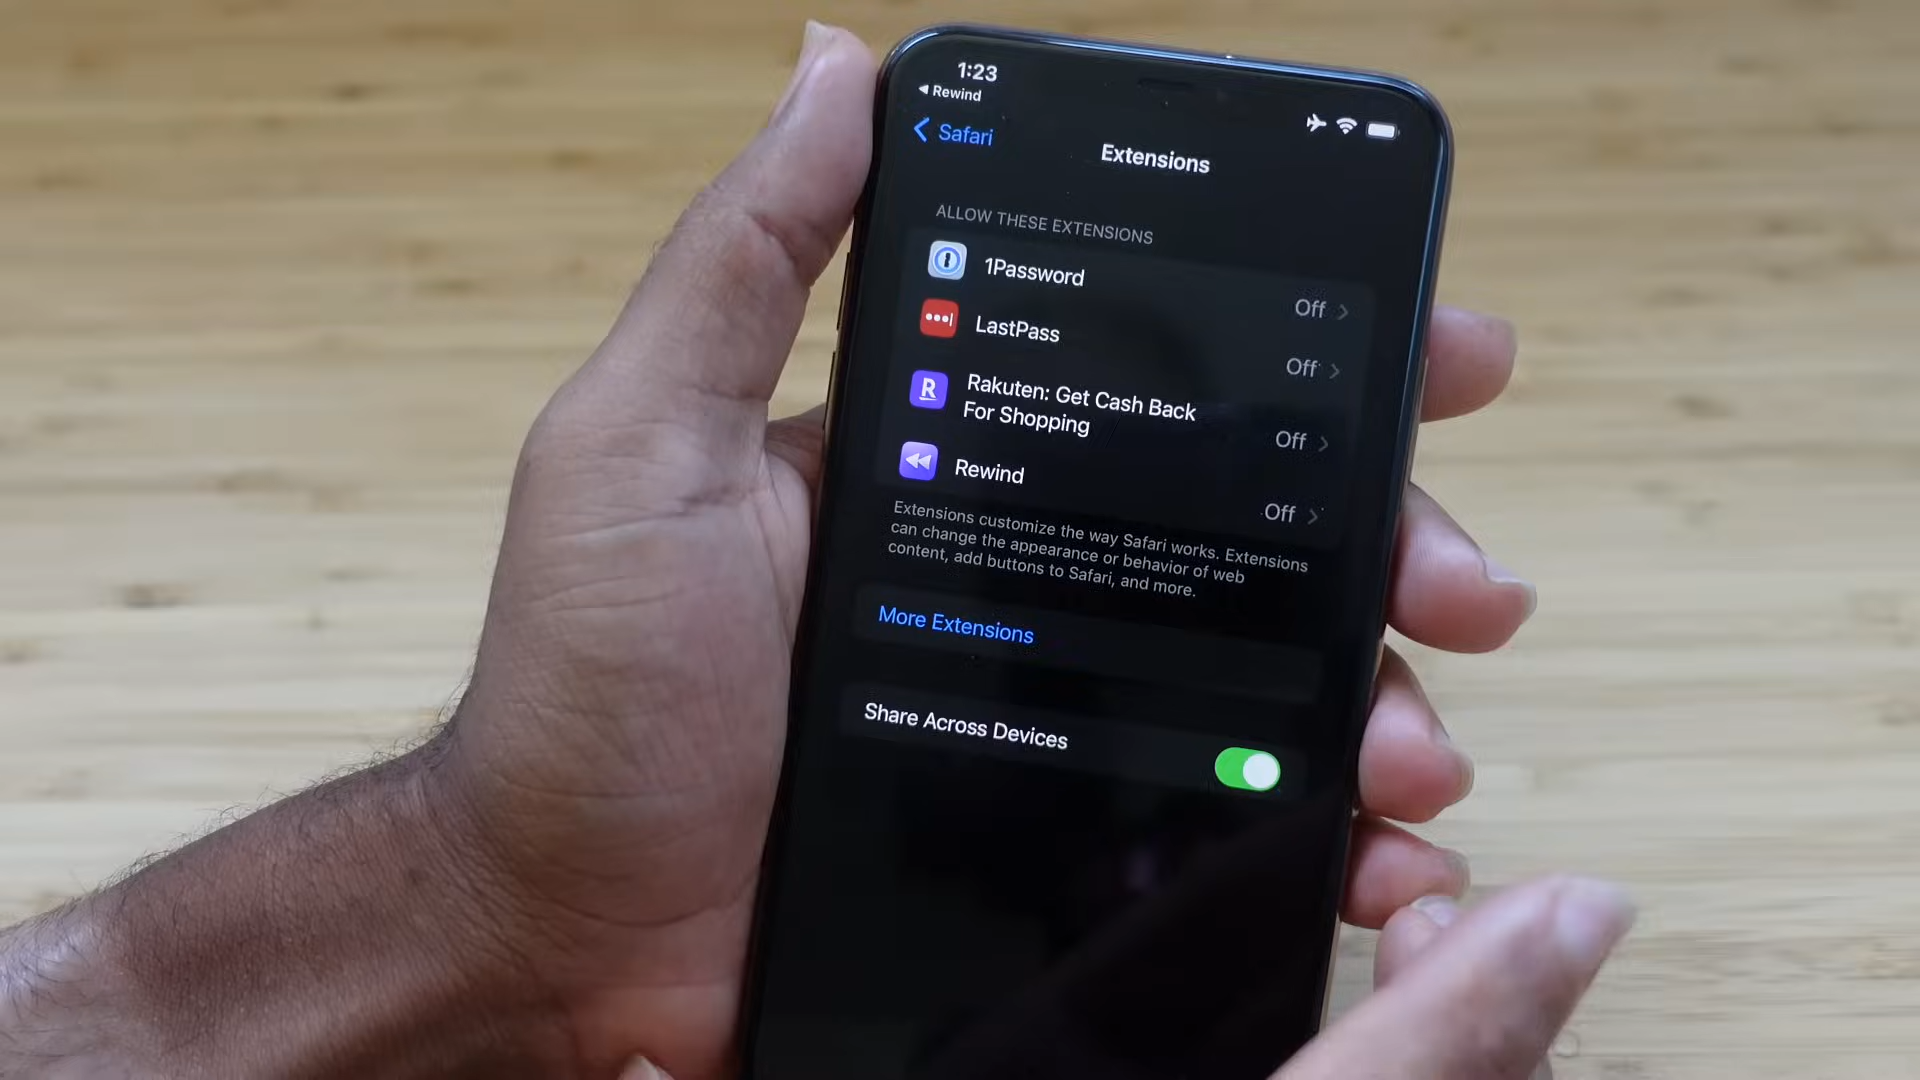 1:23
◀ Rewind
Safari
Extensions
ALLOW THESE EXTENSIONS
1Password
Off
LastPass
Off
R
Rakuten: Get Cash Back
For Shopping
Off
Rewind
Off
Extensions customize the way Safari works. Extensions
can change the appearance or behavior of web
content, add buttons to Safari, and more.
More Extensions
Share Across Devices